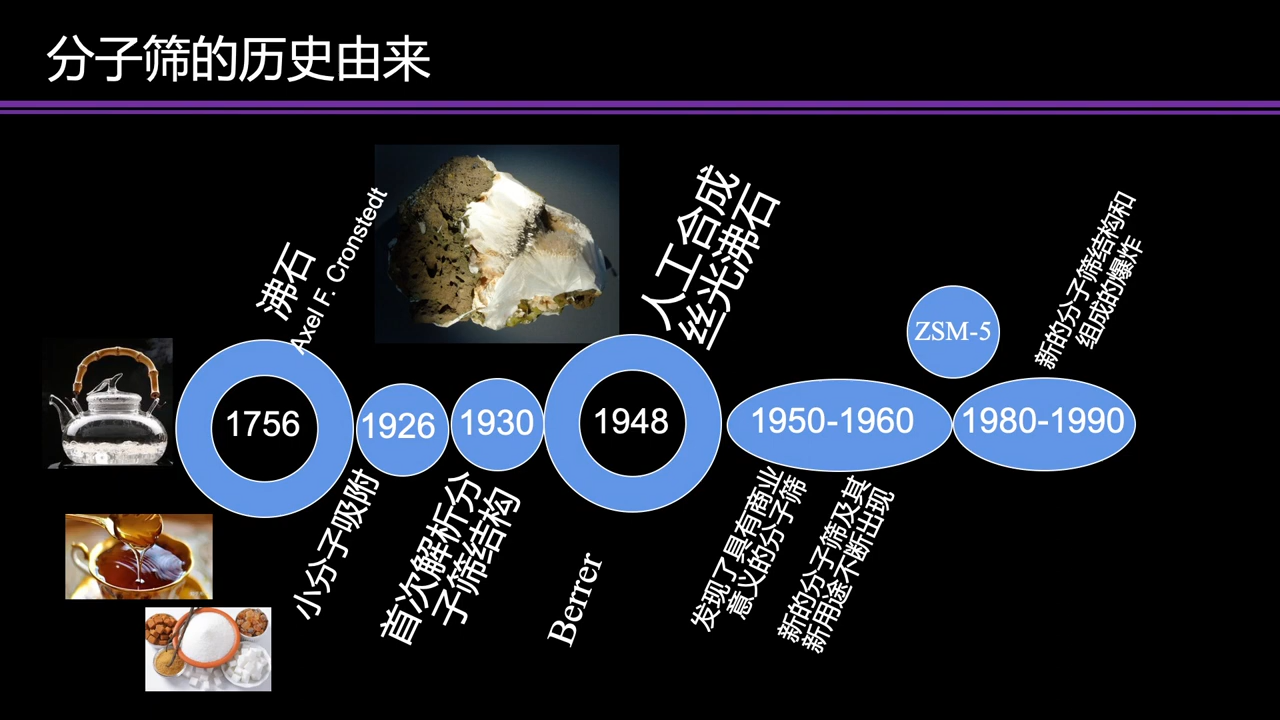 分子筛的历史由来
沸石
Axel F. Cronstedt
人工合成
丝光沸石
新的分子筛结构和
组成的爆炸
ZSM-5
1756
1926
1930
1948
1950-1960
1980-1990
小分子吸附
首次解析分
子筛结构
Berrer
发现了具有商业
意义的分子筛
新的分子筛及其
新用途不断出现